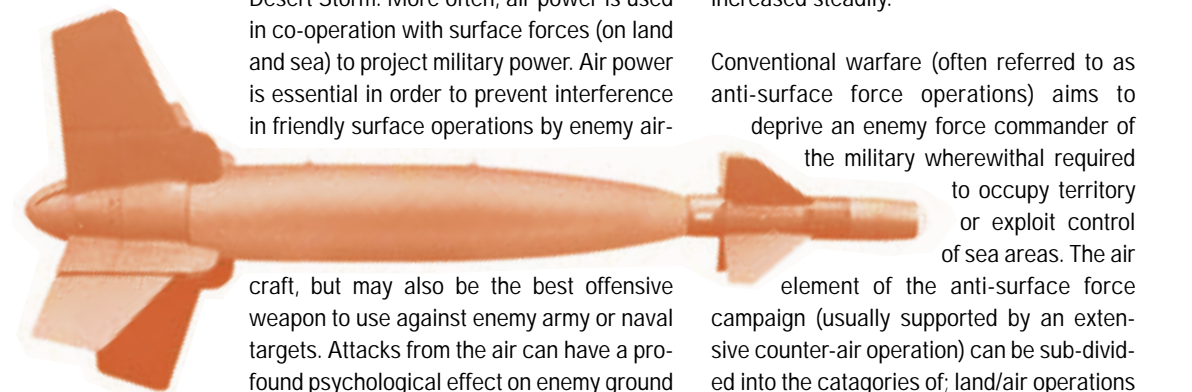 Desert Storm. More often, air power is used
in co-operation with surface forces (on land
and sea) to project military power. Air power
is essential in order to prevent interference
in friendly surface operations by enemy air-
craft, but may also be the best offensive
weapon to use against enemy army or naval
targets. Attacks from the air can have a pro-
found psychological effect on enemy ground
increased steadily.
Conventional warfare (often referred to as
anti-surface force operations) aims to
deprive an enemy force commander of
the military wherewithal required
to occupy territory
or exploit control
of sea areas. The air
element of the anti-surface force
campaign (usually supported by an exten-
sive counter-air operation) can be sub-divid-
ed into the catagories of; land/air operations